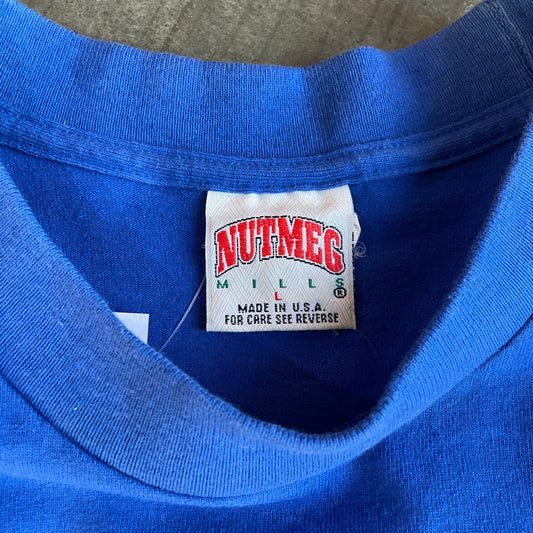 NUTMEG
MILLS
L ®
MADE IN U.S.A.
FOR CARE SEE REVERSE